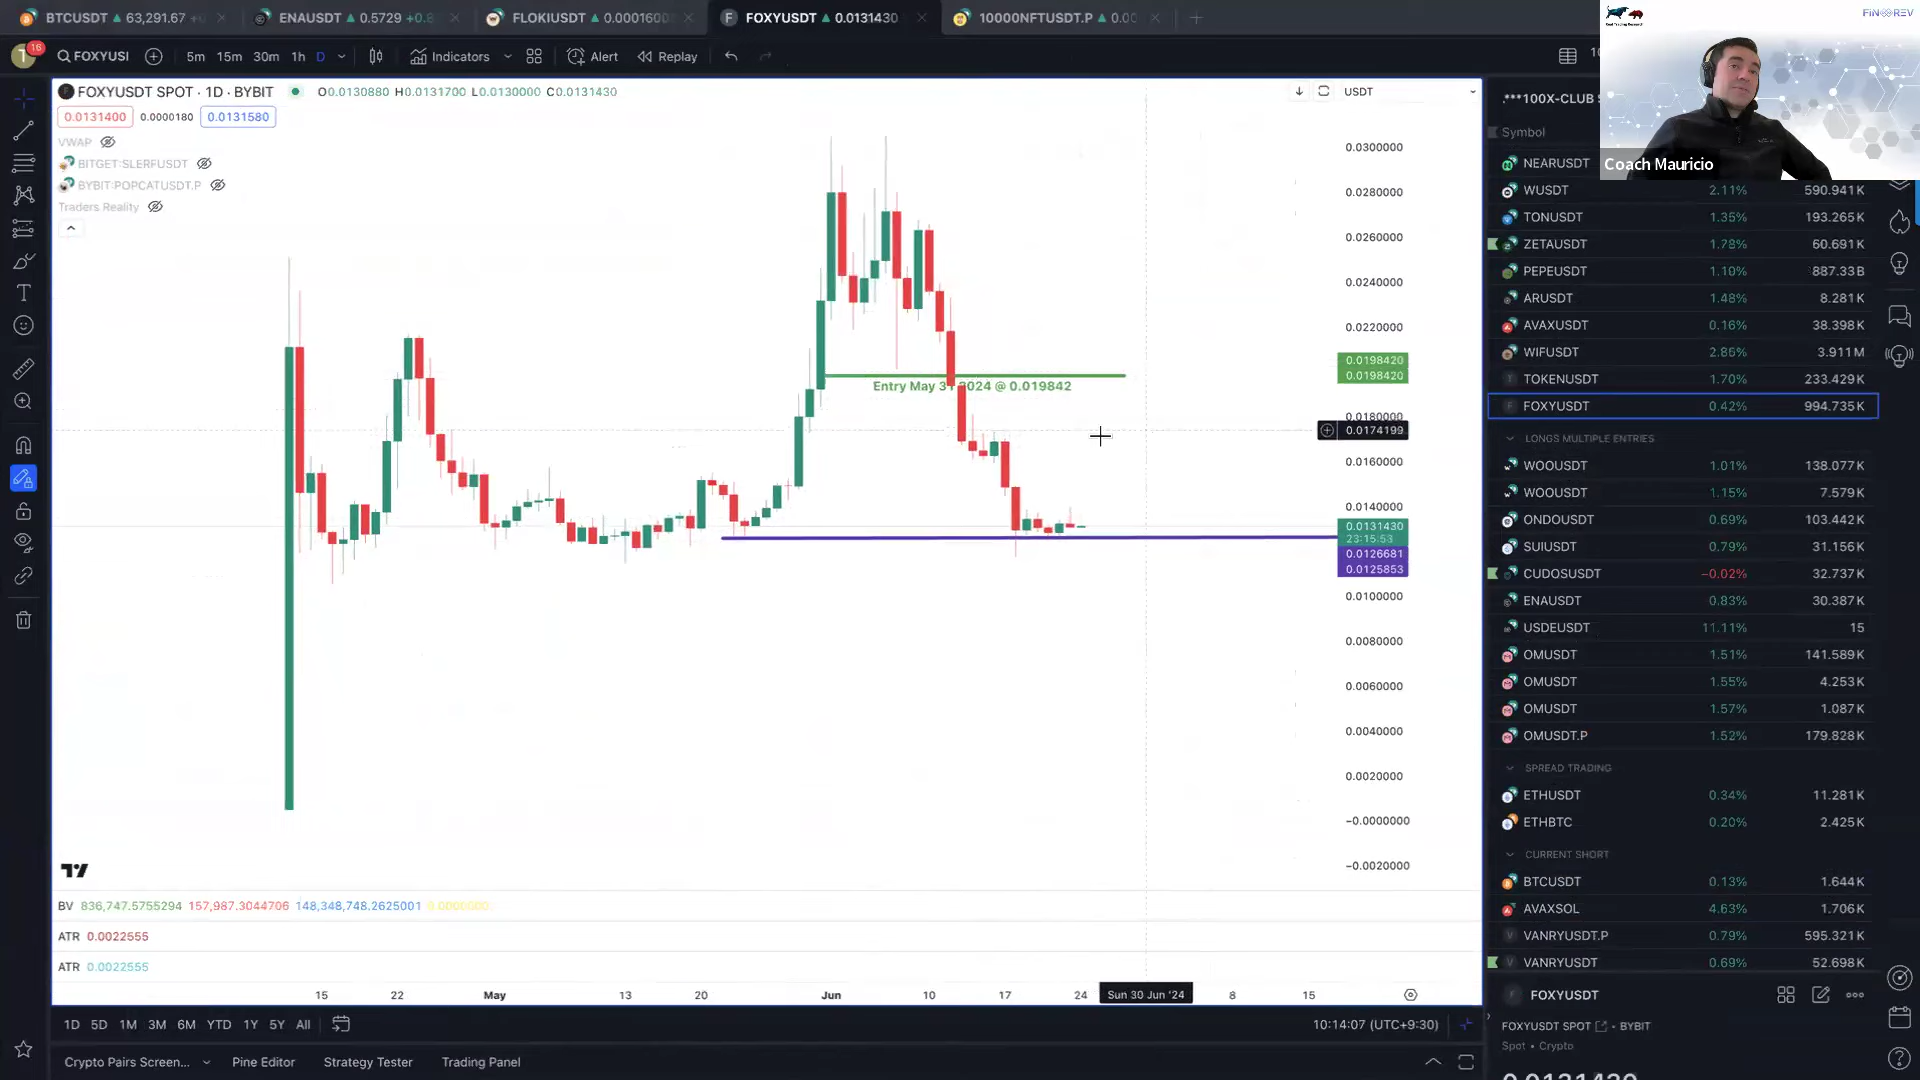 BTCUSDT ▲ 63,291.67
ENAUSDT ▲ 0.5729 +0.8
FLOKIUSDT ▲ 0.0001600
FOXYUSDT ▲ 0.0131430
10000NFTUSDT.P ▲ 0.00
T 16 FOXYUSI 5m 15m 30m 1h D Indicators Alert Replay
FOXYUSDT SPOT · 1D · BYBIT O0.0130880 H0.0131700 L0.0130000 C0.0131430
USDT
0.0131400 0.0000180 0.0131580
VWAP
BITGET:SLERFUSDT
BYBIT:POPCATUSDT.P
Traders Reality
Entry May 31 2024 @ 0.019842
0.0300000
0.0280000
0.0260000
0.0240000
0.0220000
0.0198420
0.0198420
0.0180000
0.0174199
0.0160000
0.0140000
0.0131430
23:15:53
0.0126681
0.0125853
0.0100000
0.0080000
0.0060000
0.0040000
0.0020000
−0.0000000
−0.0020000
BV 836,747.5755294 157,987.3044706 148,348,748.2625001 0.0000000
ATR 0.0022555
ATR 0.0022555
15 22 May 13 20 Jun 10 17 24 Sun 30 Jun '24 8 15
1D 5D 1M 3M 6M YTD 1Y 5Y All
10:14:07 (UTC+9:30)
Crypto Pairs Screen... Pine Editor Strategy Tester Trading Panel
FINREV
Coach Mauricio
.***100X-CLUB
Symbol
NEARUSDT
WUSDT 2.11% 590.941K
TONUSDT 1.35% 193.265K
ZETAUSDT 1.78% 60.691K
PEPEUSDT 1.10% 887.33B
ARUSDT 1.48% 8.281K
AVAXUSDT 0.16% 38.398K
WIFUSDT 2.86% 3.911M
TOKENUSDT 1.70% 233.429K
FOXYUSDT 0.42% 994.735K
LONGS MULTIPLE ENTRIES
WOOUSDT 1.01% 138.077K
WOOUSDT 1.15% 7.579K
ONDOUSDT 0.69% 103.442K
SUIUSDT 0.79% 31.156K
CUDOSUSDT −0.02% 32.737K
ENAUSDT 0.83% 30.387K
USDEUSDT 11.11% 15
OMUSDT 1.51% 141.589K
OMUSDT 1.55% 4.253K
OMUSDT 1.57% 1.087K
OMUSDT.P 1.52% 179.828K
SPREAD TRADING
ETHUSDT 0.34% 11.281K
ETHBTC 0.20% 2.425K
CURRENT SHORT
BTCUSDT 0.13% 1.644K
AVAXSOL 4.63% 1.706K
VANRYUSDT.P 0.79% 595.321K
VANRYUSDT 0.69% 52.698K
FOXYUSDT
FOXYUSDT SPOT • BYBIT
Spot • Crypto